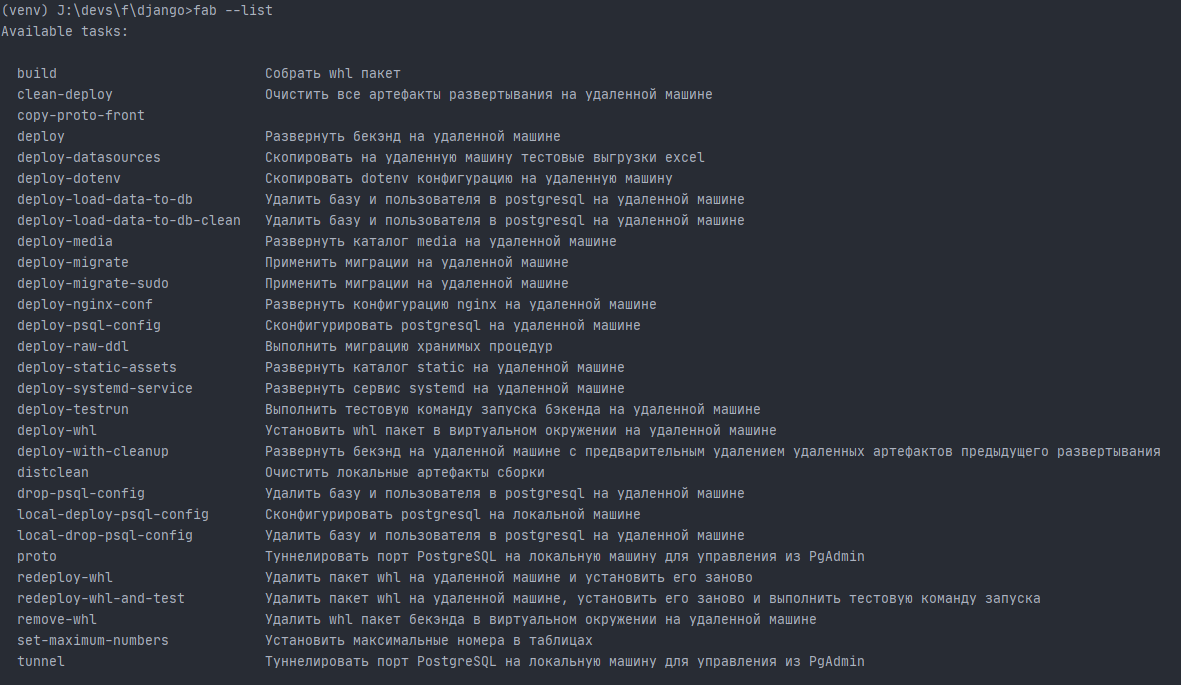 (venv) J:\devs\f\django>fab --list
Available tasks:
build Собрать whl пакет
clean-deploy Очистить все артефакты развертывания на удаленной машине
copy-proto-front
deploy Развернуть бекэнд на удаленной машине
deploy-datasources Скопировать на удаленную машину тестовые выгрузки excel
deploy-dotenv Скопировать dotenv конфигурацию на удаленную машину
deploy-load-data-to-db Удалить базу и пользователя в postgresql на удаленной машине
deploy-load-data-to-db-clean Удалить базу и пользователя в postgresql на удаленной машине
deploy-media Развернуть каталог media на удаленной машине
deploy-migrate Применить миграции на удаленной машине
deploy-migrate-sudo Применить миграции на удаленной машине
deploy-nginx-conf Развернуть конфигурацию nginx на удаленной машине
deploy-psql-config Сконфигурировать postgresql на удаленной машине
deploy-raw-ddl Выполнить миграцию хранимых процедур
deploy-static-assets Развернуть каталог static на удаленной машине
deploy-systemd-service Развернуть сервис systemd на удаленной машине
deploy-testrun Выполнить тестовую команду запуска бэкенда на удаленной машине
deploy-whl Установить whl пакет в виртуальном окружении на удаленной машине
deploy-with-cleanup Развернуть бекэнд на удаленной машине с предварительным удалением удаленных артефактов предыдущего развертывания
distclean Очистить локальные артефакты сборки
drop-psql-config Удалить базу и пользователя в postgresql на удаленной машине
local-deploy-psql-config Сконфигурировать postgresql на локальной машине
local-drop-psql-config Удалить базу и пользователя в postgresql на удаленной машине
proto Туннелировать порт PostgreSQL на локальную машину для управления из PgAdmin
redeploy-whl Удалить пакет whl на удаленной машине и установить его заново
redeploy-whl-and-test Удалить пакет whl на удаленной машине, установить его заново и выполнить тестовую команду запуска
remove-whl Удалить whl пакет бекэнда в виртуальном окружении на удаленной машине
set-maximum-numbers Установить максимальные номера в таблицах
tunnel Туннелировать порт PostgreSQL на локальную машину для управления из PgAdmin